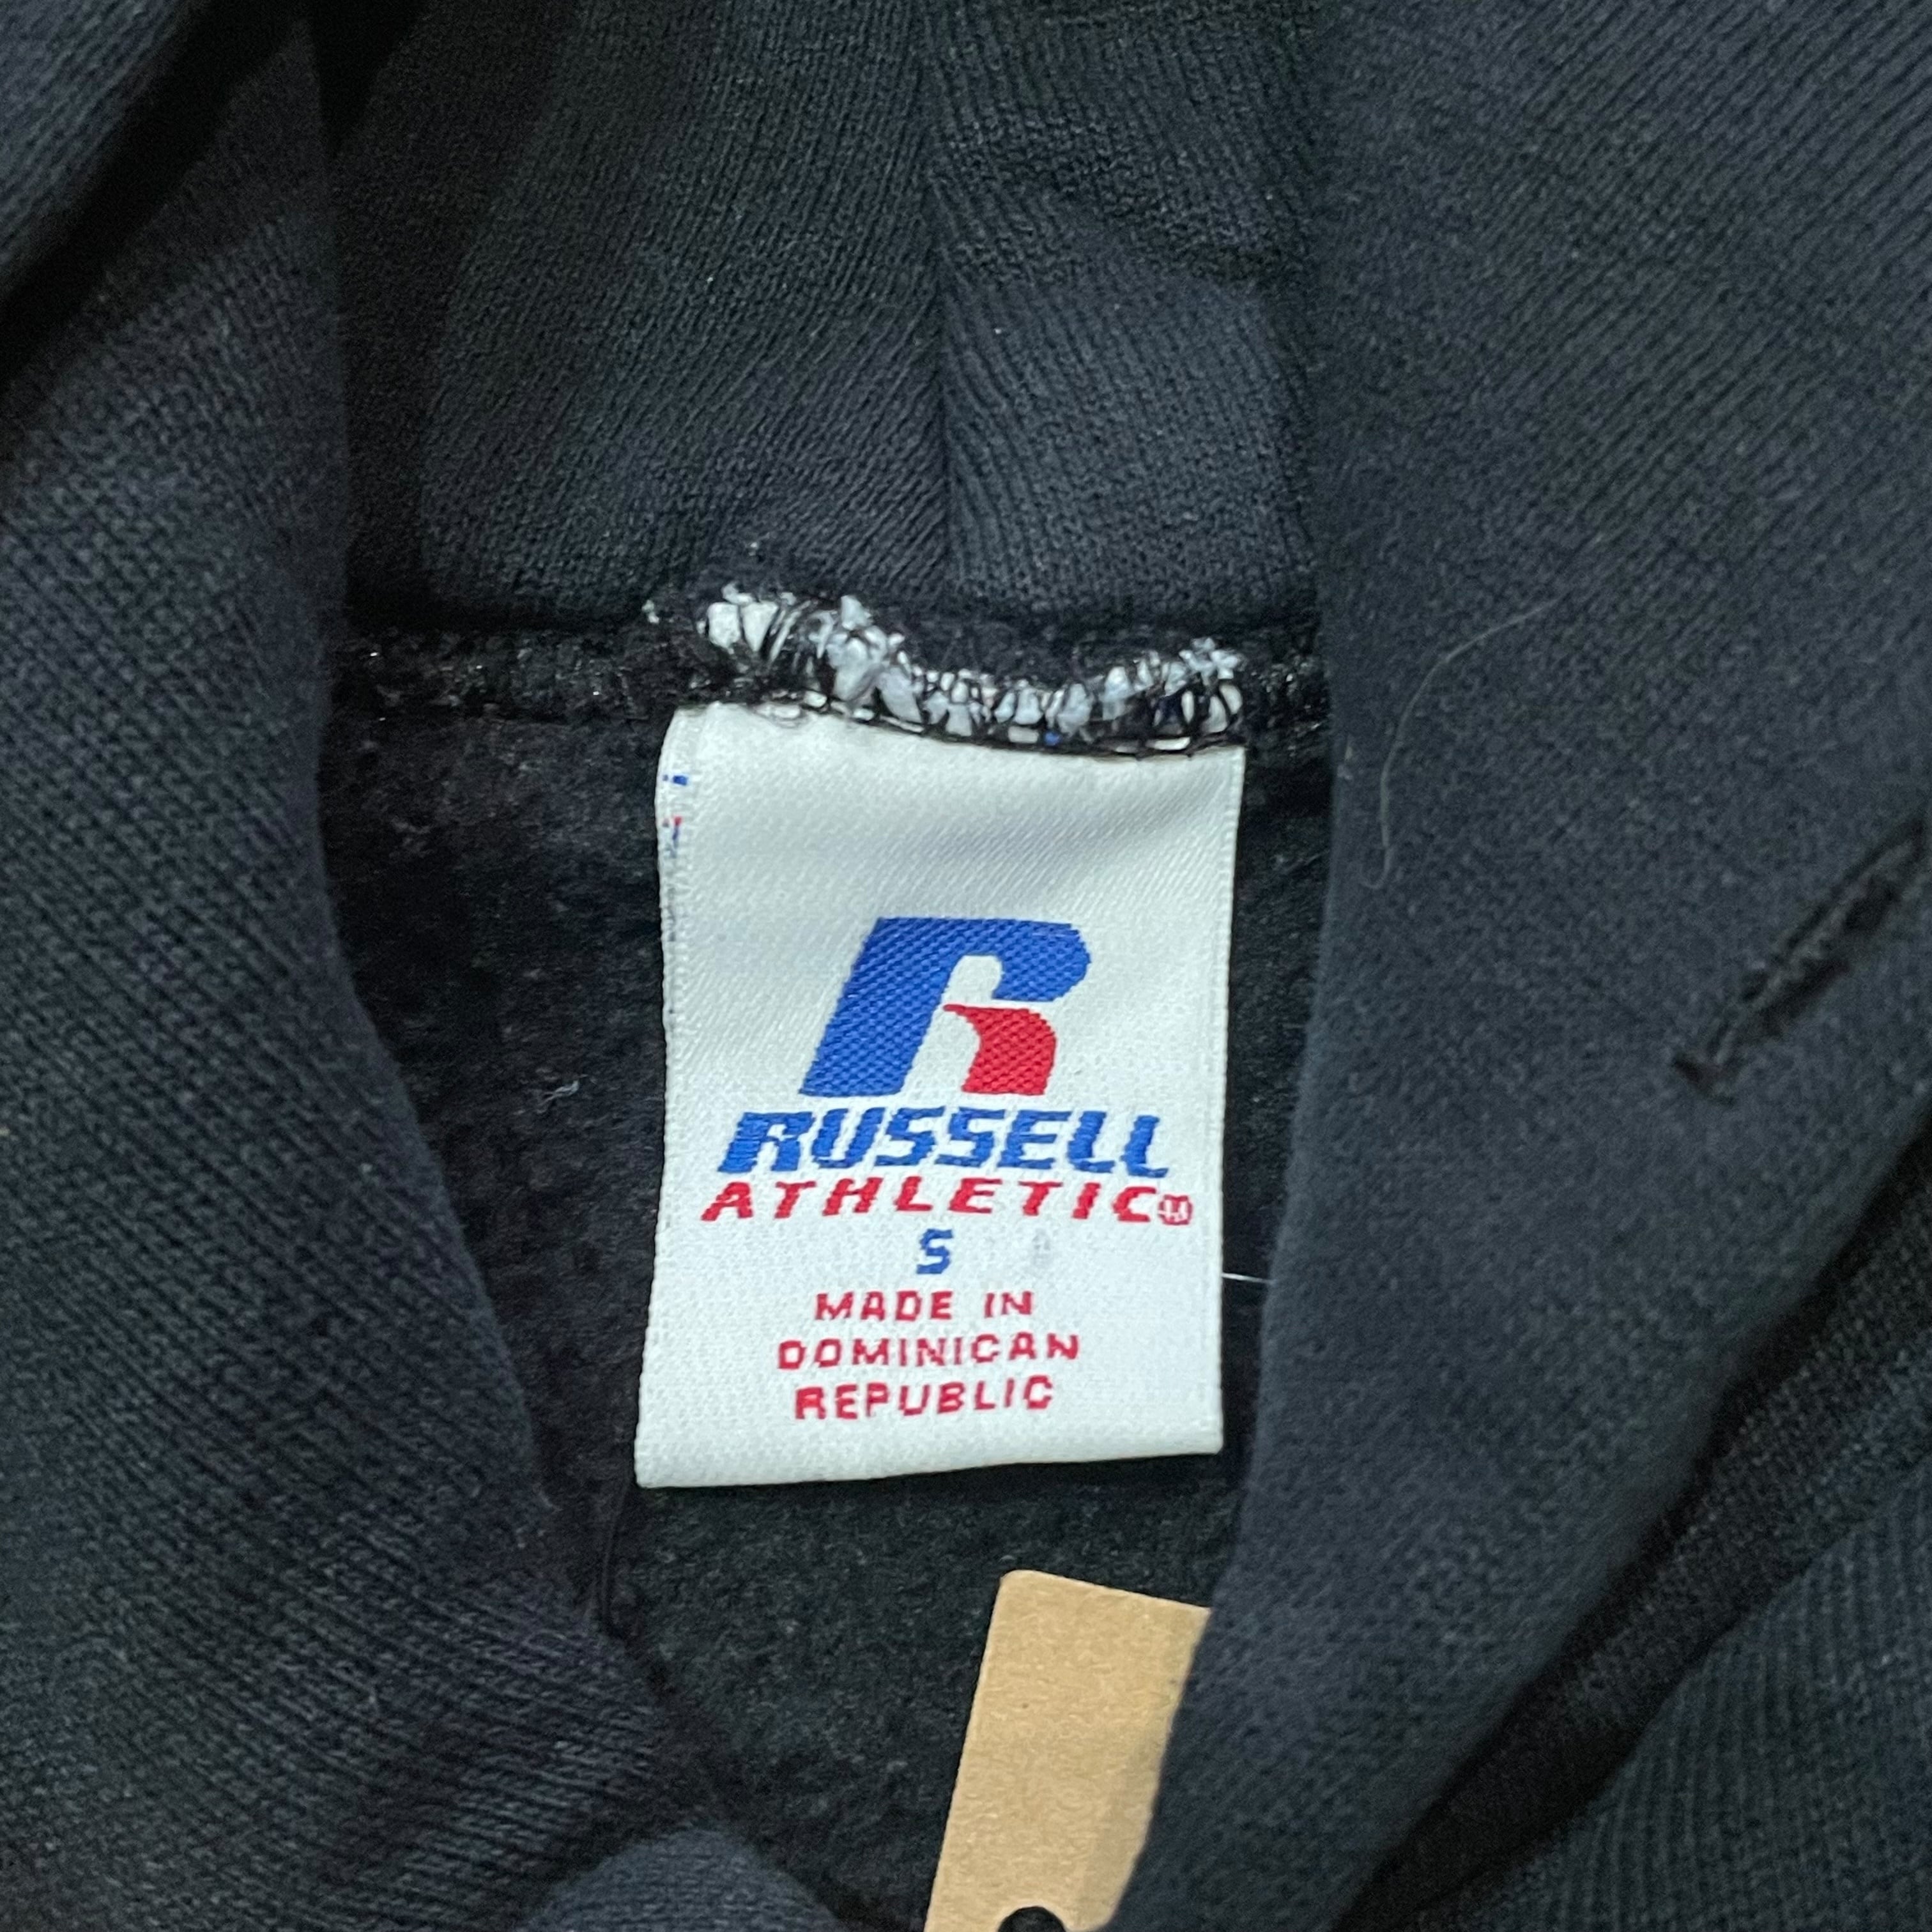 R
RUSSELL
ATHLETIC
S
MADE IN
DOMINICAN
REPUBLIC